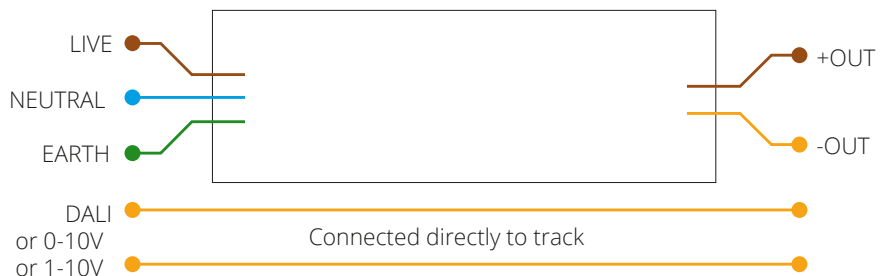 LIVE
NEUTRAL
EARTH
+OUT
-OUT
DALI
or 0-10V
or 1-10V
Connected directly to track